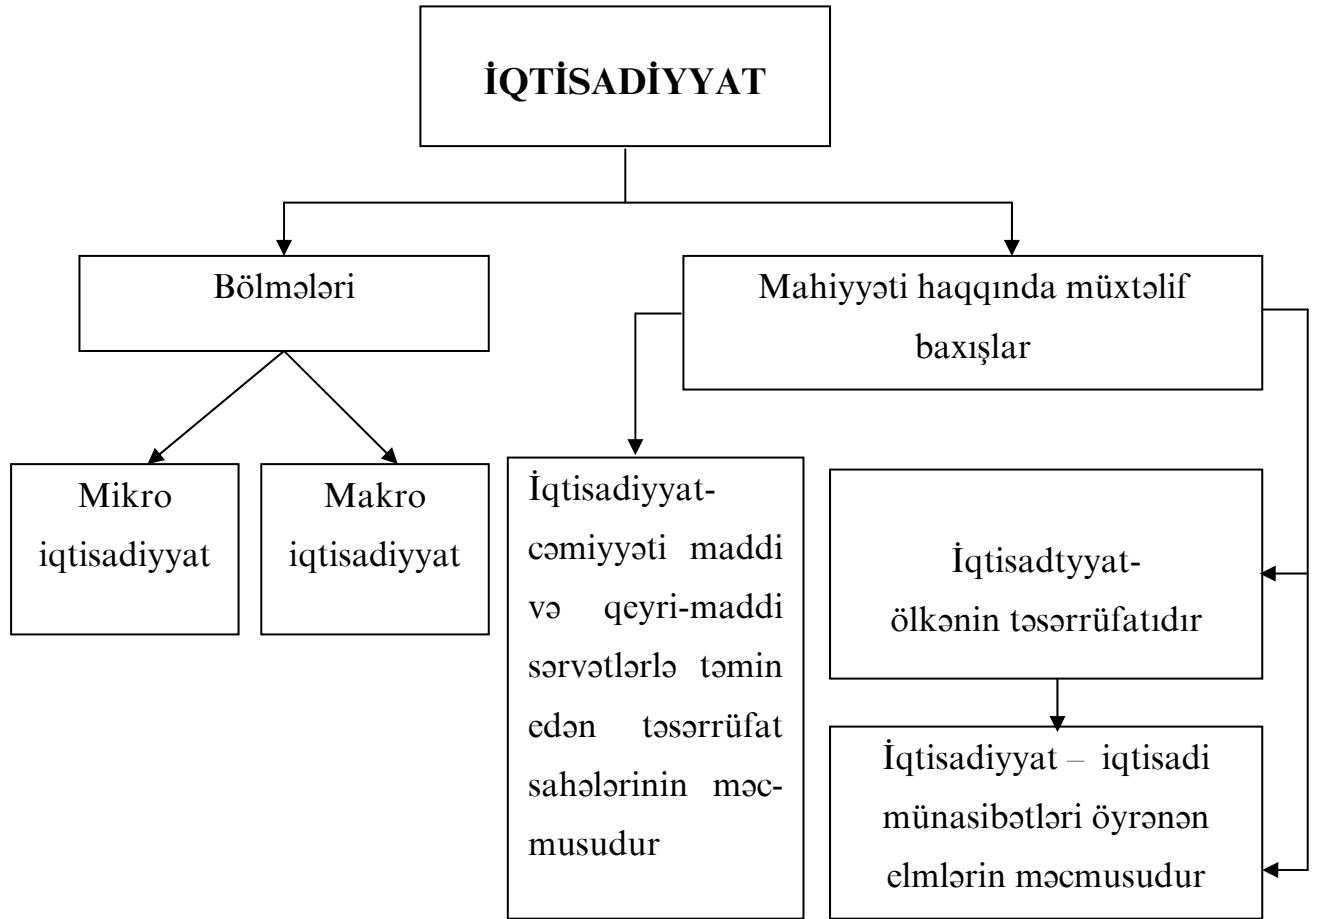 İQTİSADİYYAT
Bölmələri
Mahiyyəti haqqında müxtəlif
baxışlar
Mikro
iqtisadiyyat
Makro
iqtisadiyyat
İqtisadiyyat-
cəmiyyəti maddi
və qeyri-maddi
sərvətlərlə təmin
edən təsərrüfat
sahələrinin məc-
musudur
İqtisadtyyat-
ölkənin təsərrüfatıdır
İqtisadiyyat – iqtisadi
münasibətləri öyrənən
elmlərin məcmusudur